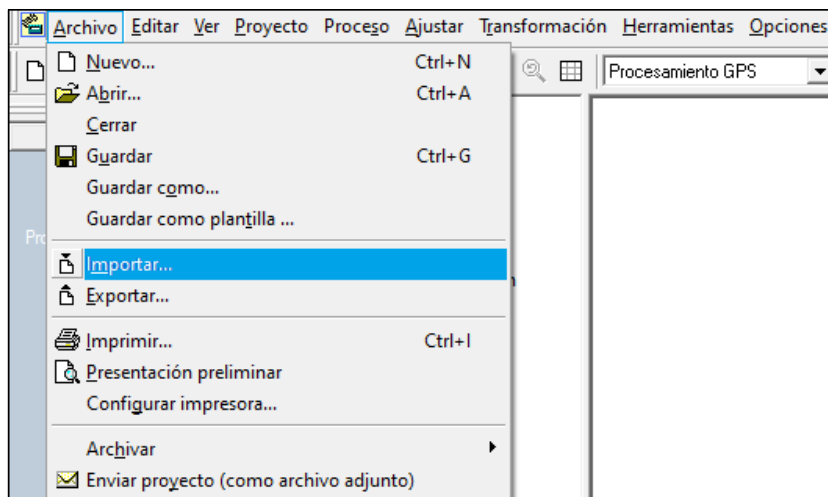 Archivo Editar Ver Proyecto Proceso Ajustar Transformación Herramientas Opciones
Procesamiento GPS
Nuevo... Ctrl+N
Abrir... Ctrl+A
Cerrar
Guardar Ctrl+G
Guardar como...
Guardar como plantilla ...
Importar...
Exportar...
Imprimir... Ctrl+I
Presentación preliminar
Configurar impresora...
Archivar
Enviar proyecto (como archivo adjunto)